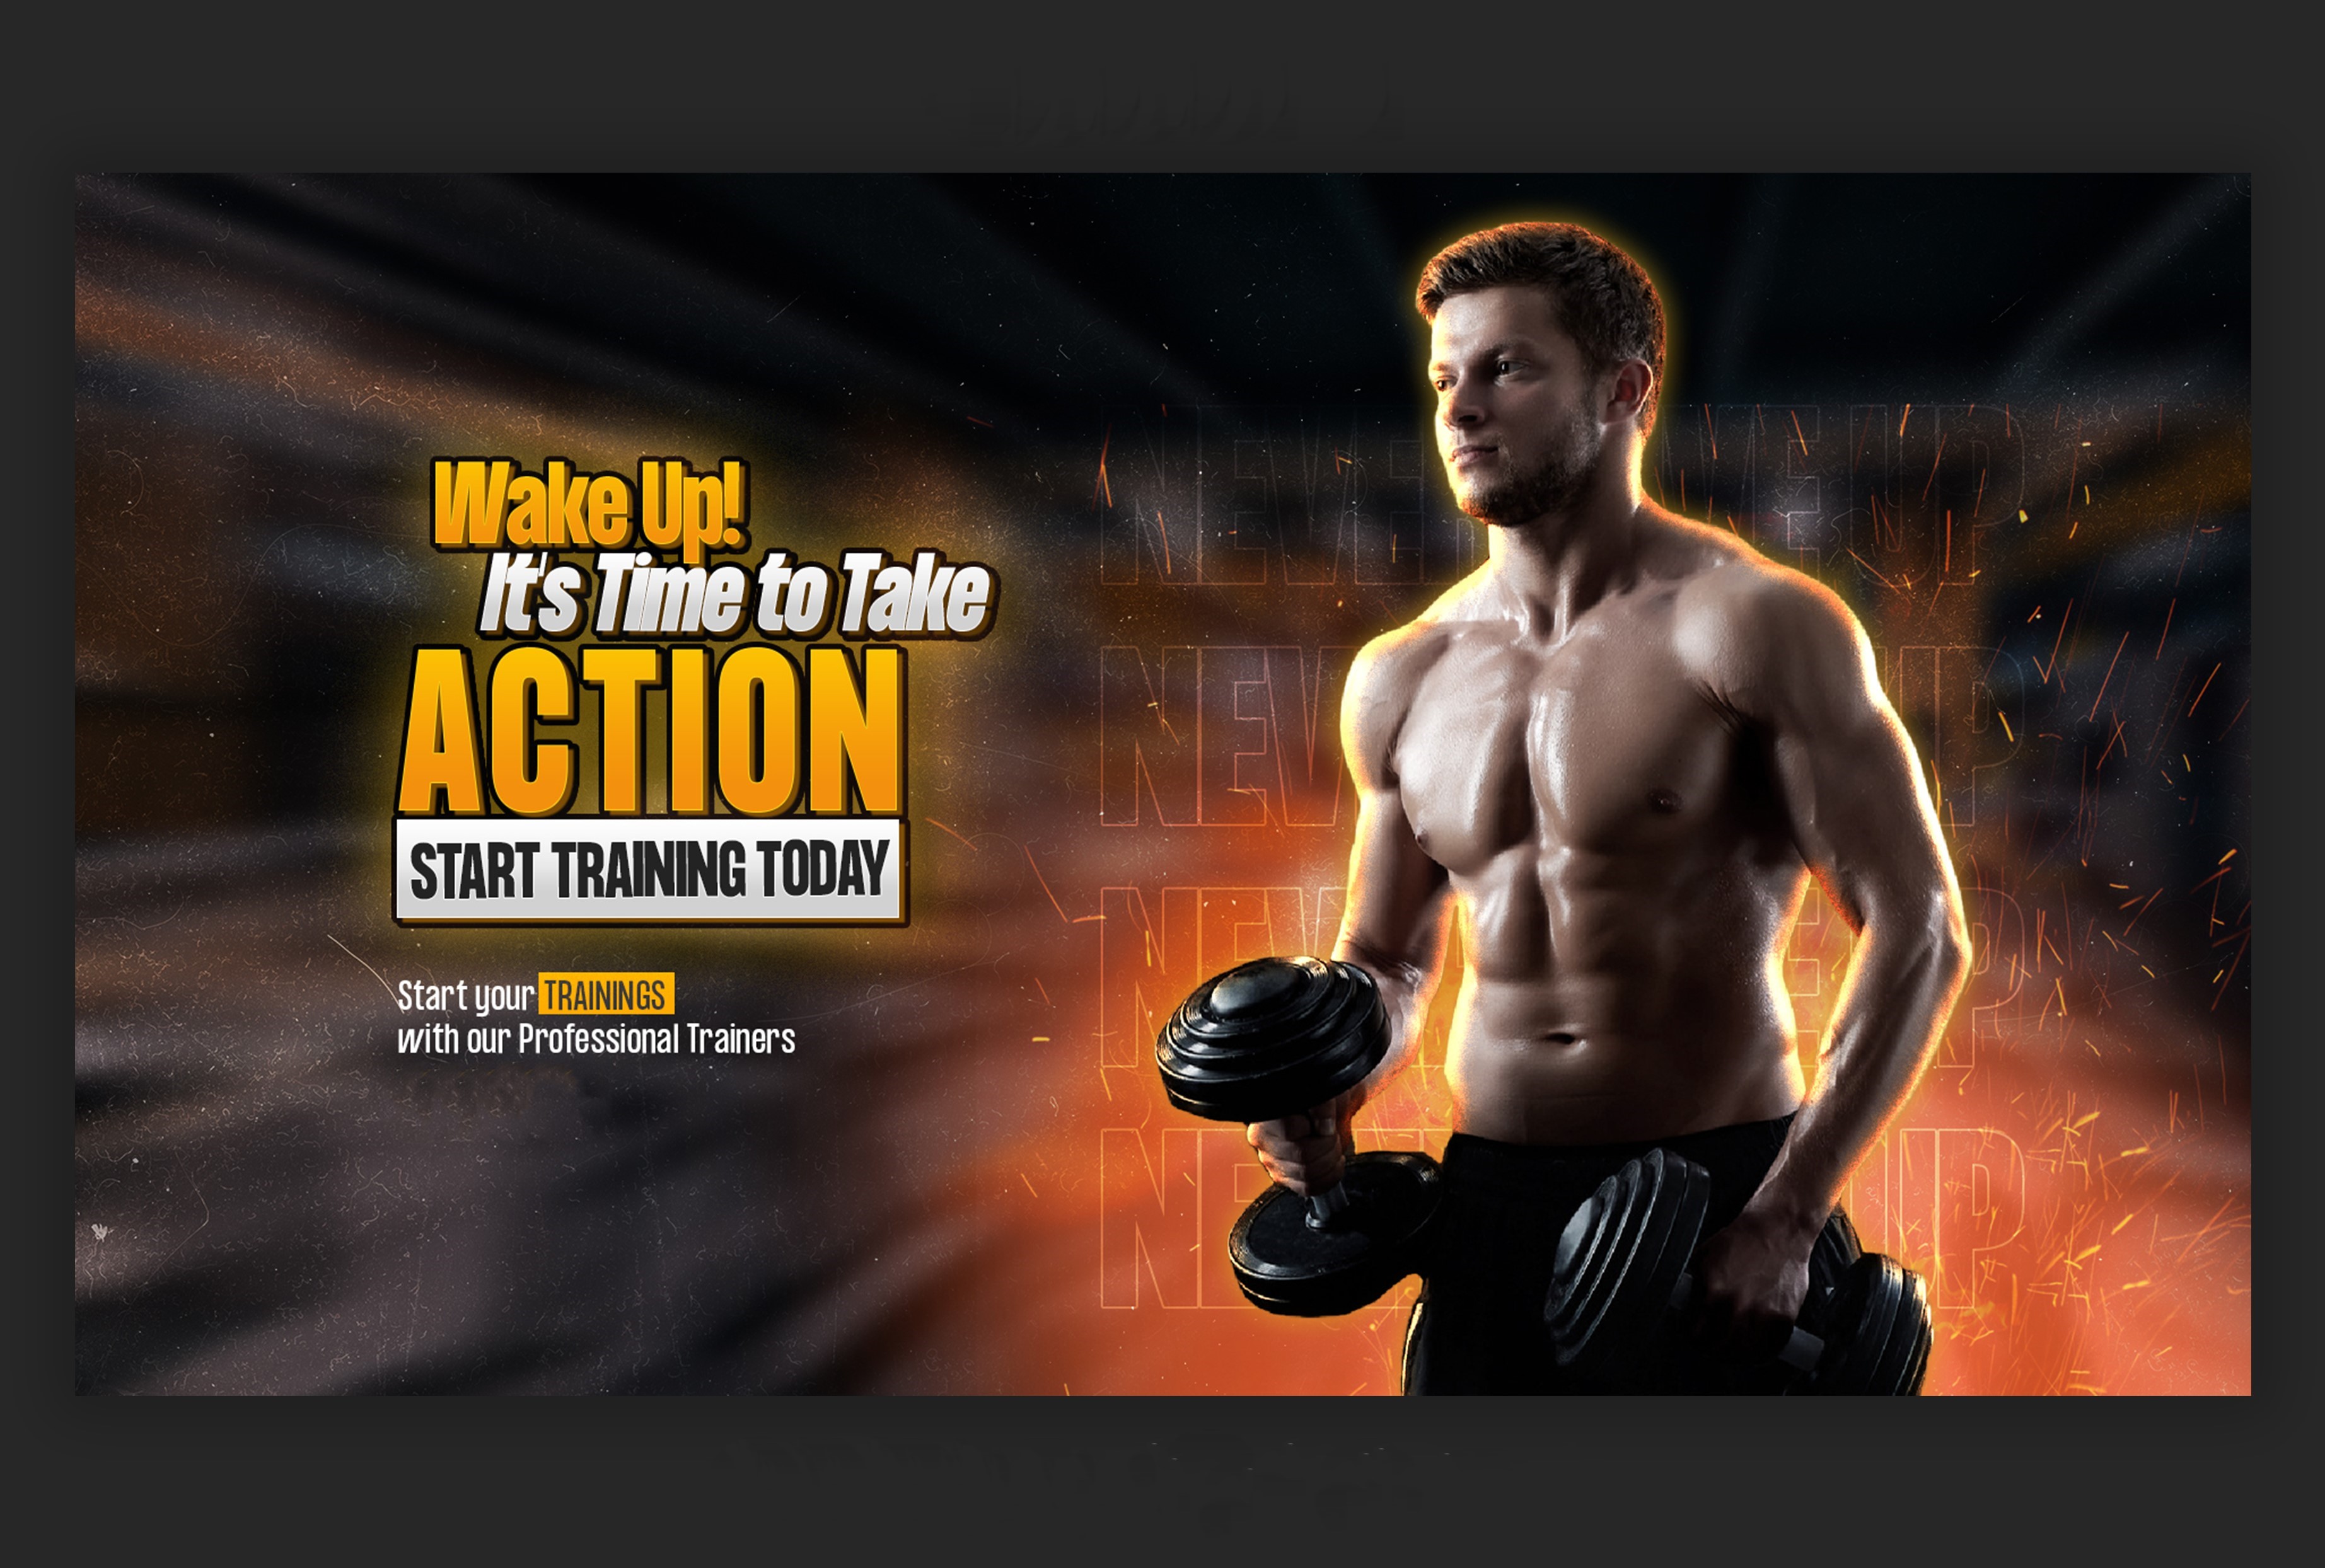 Wake Up!
It's Time to Take
ACTION
START TRAINING TODAY
Start your TRAININGS
with our Professional Trainers